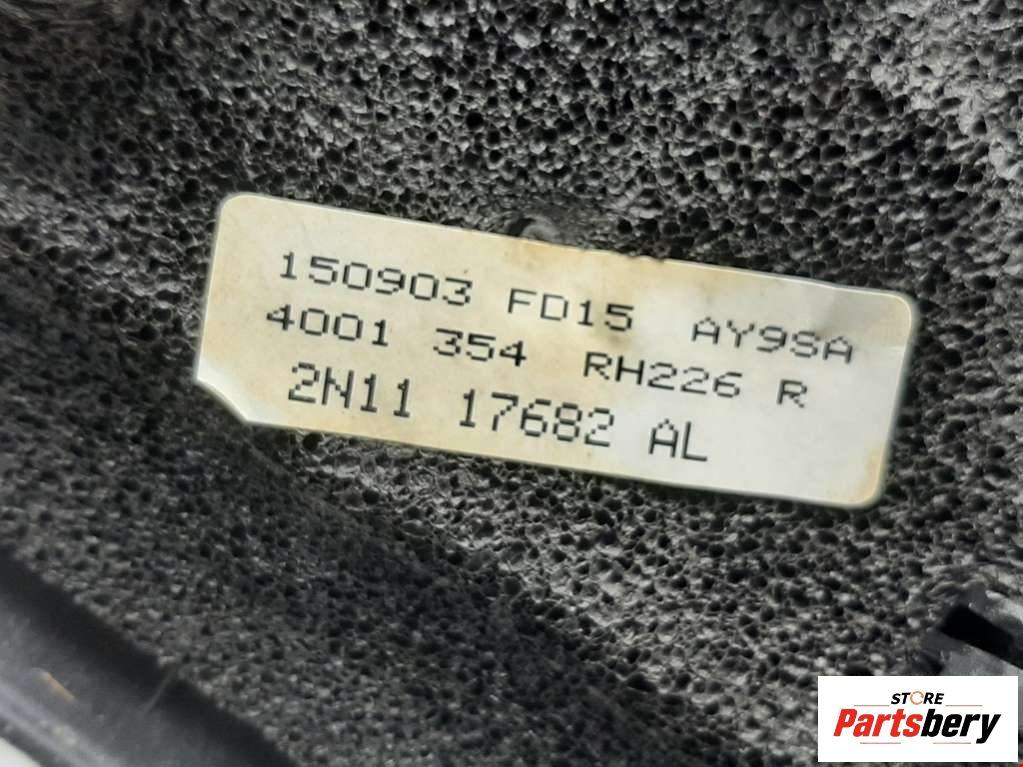 150903 FD15 AY9SA
4001 354 RH226 R
2N11 17682 AL
STORE
Partsbery